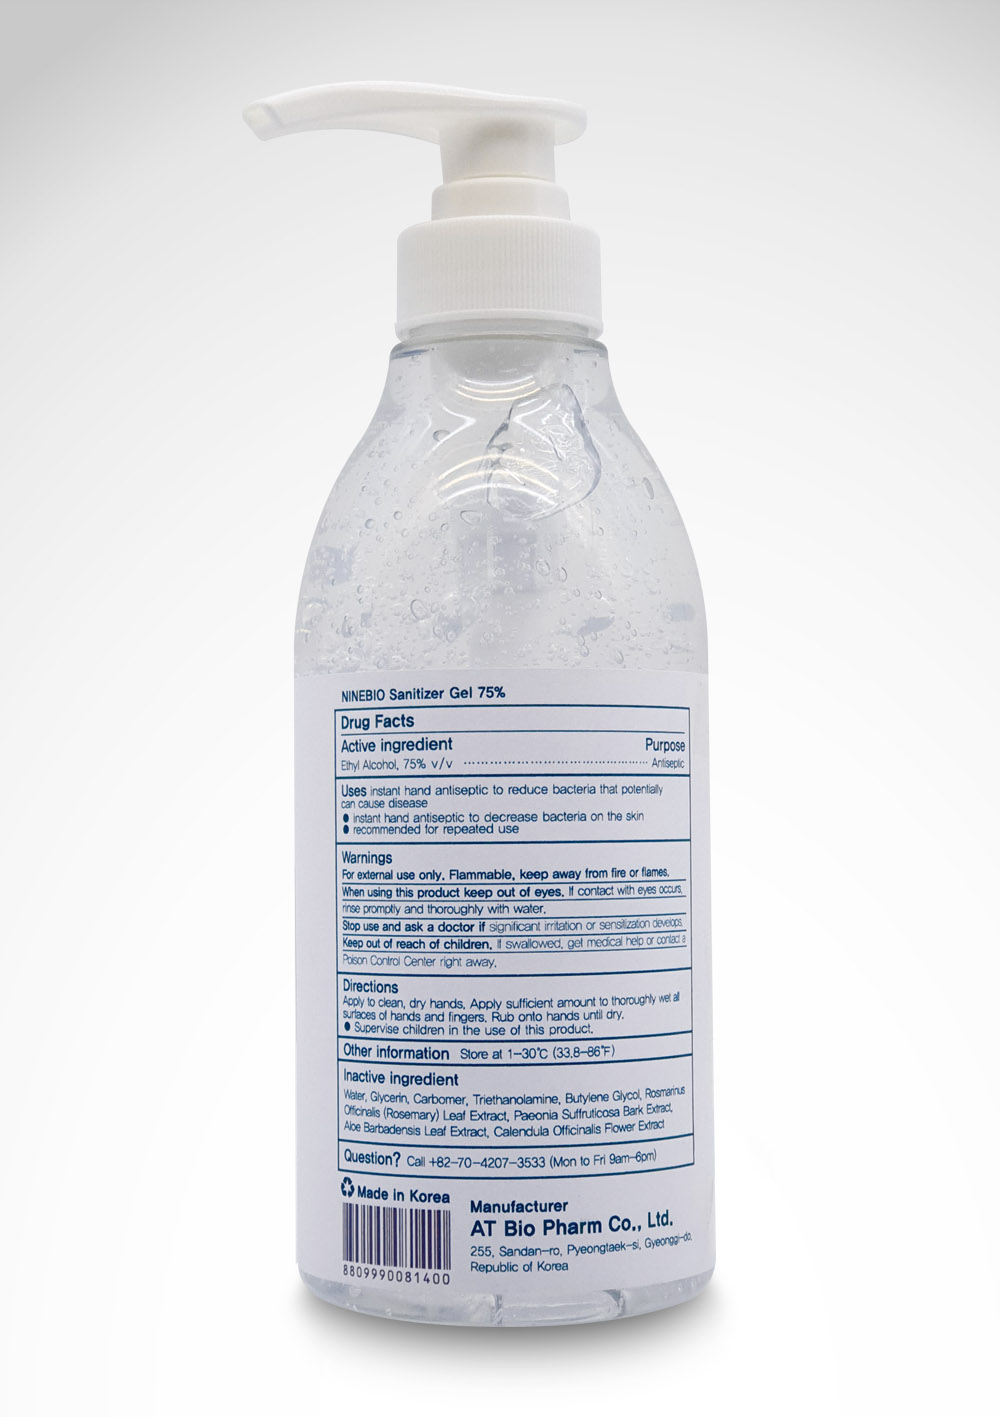 NINEBIO Sanitizer Gel 75%
Drug Facts
Active ingredient Purpose
Ethyl Alcohol, 75% v/v ································ Antiseptic
Uses instant hand antiseptic to reduce bacteria that potentially
can cause disease
● instant hand antiseptic to decrease bacteria on the skin
● recommended for repeated use
Warnings
For external use only. Flammable, keep away from fire or flames.
When using this product keep out of eyes. If contact with eyes occurs,
rinse promptly and thoroughly with water.
Stop use and ask a doctor if significant irritation or sensitization develops.
Keep out of reach of children. If swallowed, get medical help or contact a
Poison Control Center right away.
Directions
Apply to clean, dry hands. Apply sufficient amount to thoroughly wet all
surfaces of hands and fingers. Rub onto hands until dry.
● Supervise children in the use of this product.
Other information Store at 1-30℃ (33.8-86℉)
Inactive ingredient
Water, Glycerin, Carbomer, Triethanolamine, Butylene Glycol, Rosmarinus
Officinalis (Rosemary) Leaf Extract, Paeonia Suffruticosa Bark Extract,
Aloe Barbadensis Leaf Extract, Calendula Officinalis Flower Extract
Question? Call +82-70-4207-3533 (Mon to Fri 9am-6pm)
Made in Korea
8809990081400
Manufacturer
AT Bio Pharm Co., Ltd.
255, Sandan-ro, Pyeongtaek-si, Gyeonggi-do,
Republic of Korea